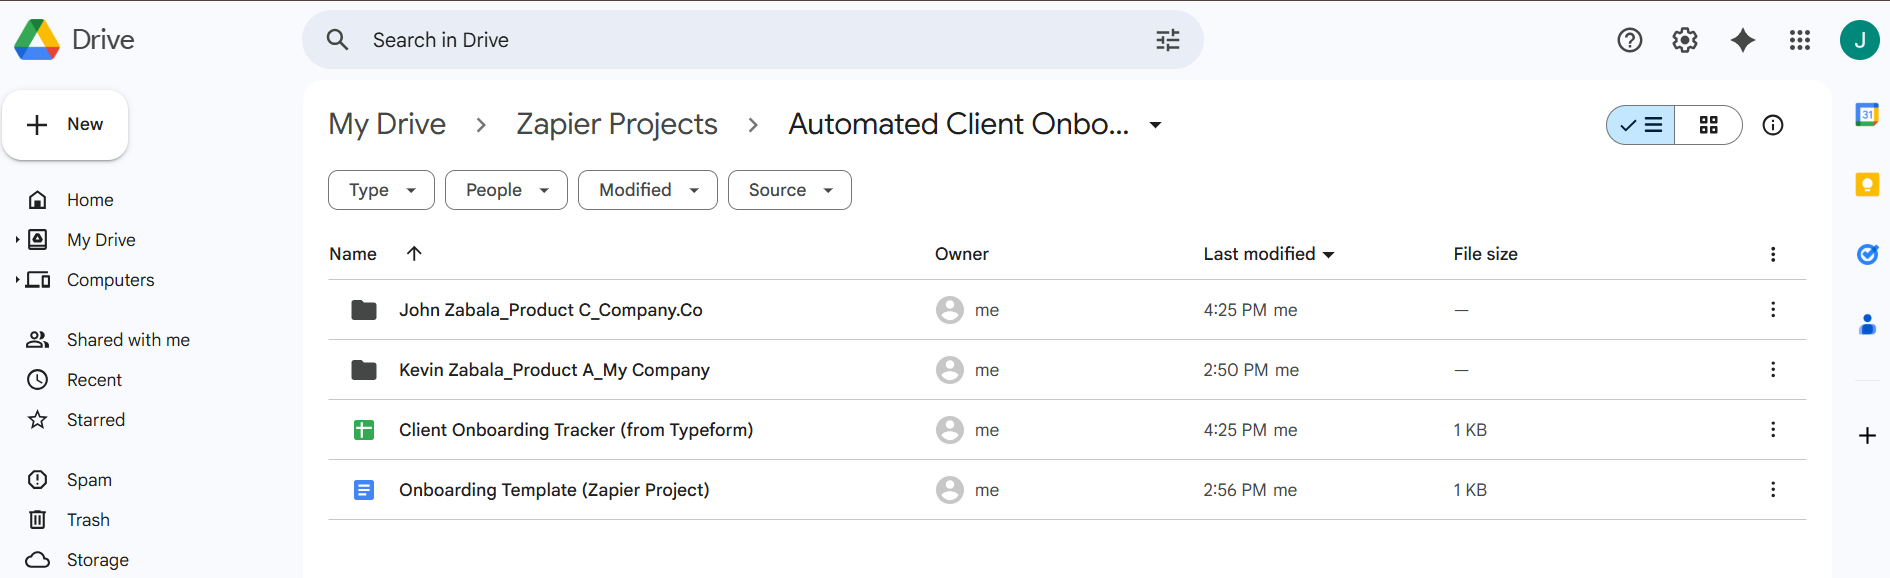 Drive
Search in Drive
J
New
My Drive > Zapier Projects > Automated Client Onbo...
31
Type People Modified Source
Home
My Drive
Computers
Shared with me
Recent
Starred
Spam
Trash
Storage
Name Owner Last modified File size
John Zabala_Product C_Company.Co me 4:25 PM me —
Kevin Zabala_Product A_My Company me 2:50 PM me —
Client Onboarding Tracker (from Typeform) me 4:25 PM me 1 KB
Onboarding Template (Zapier Project) me 2:56 PM me 1 KB